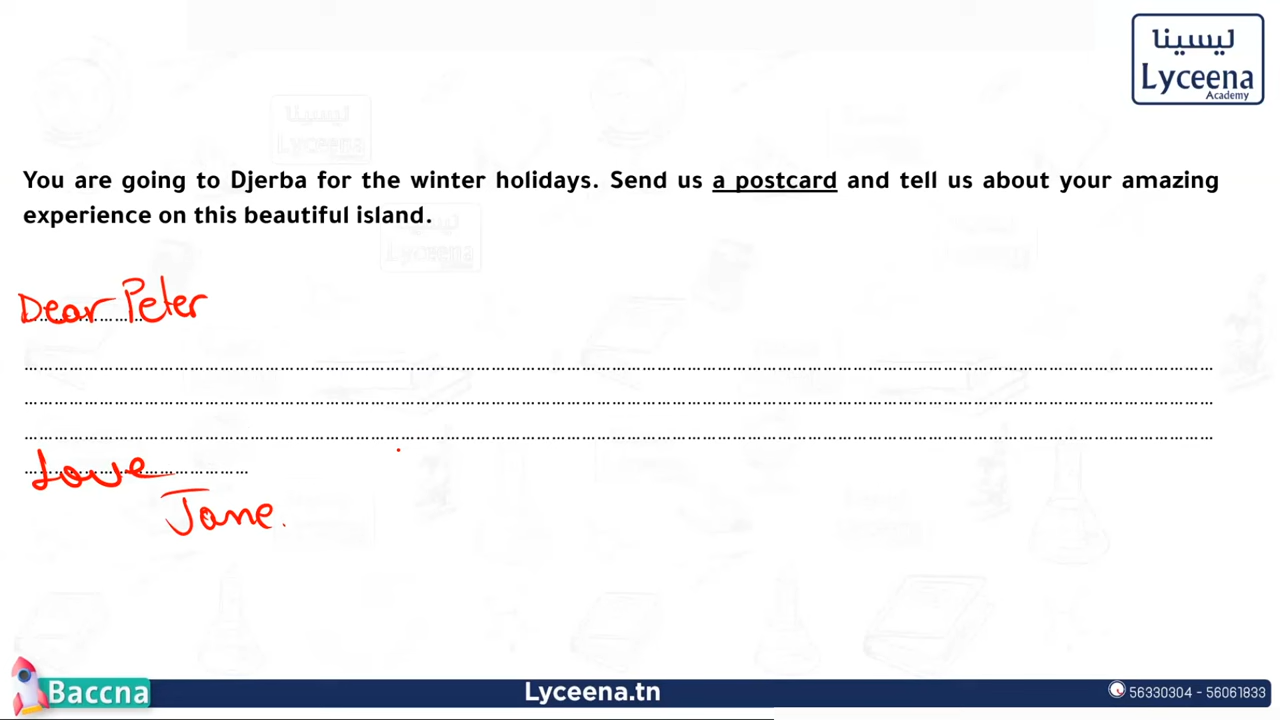 ليسينا
Lyceena
Academy
You are going to Djerba for the winter holidays. Send us a postcard and tell us about your amazing
experience on this beautiful island.
Dear Peter
Love
Jane.
Baccna
Lyceena.tn
56330304 - 56061833